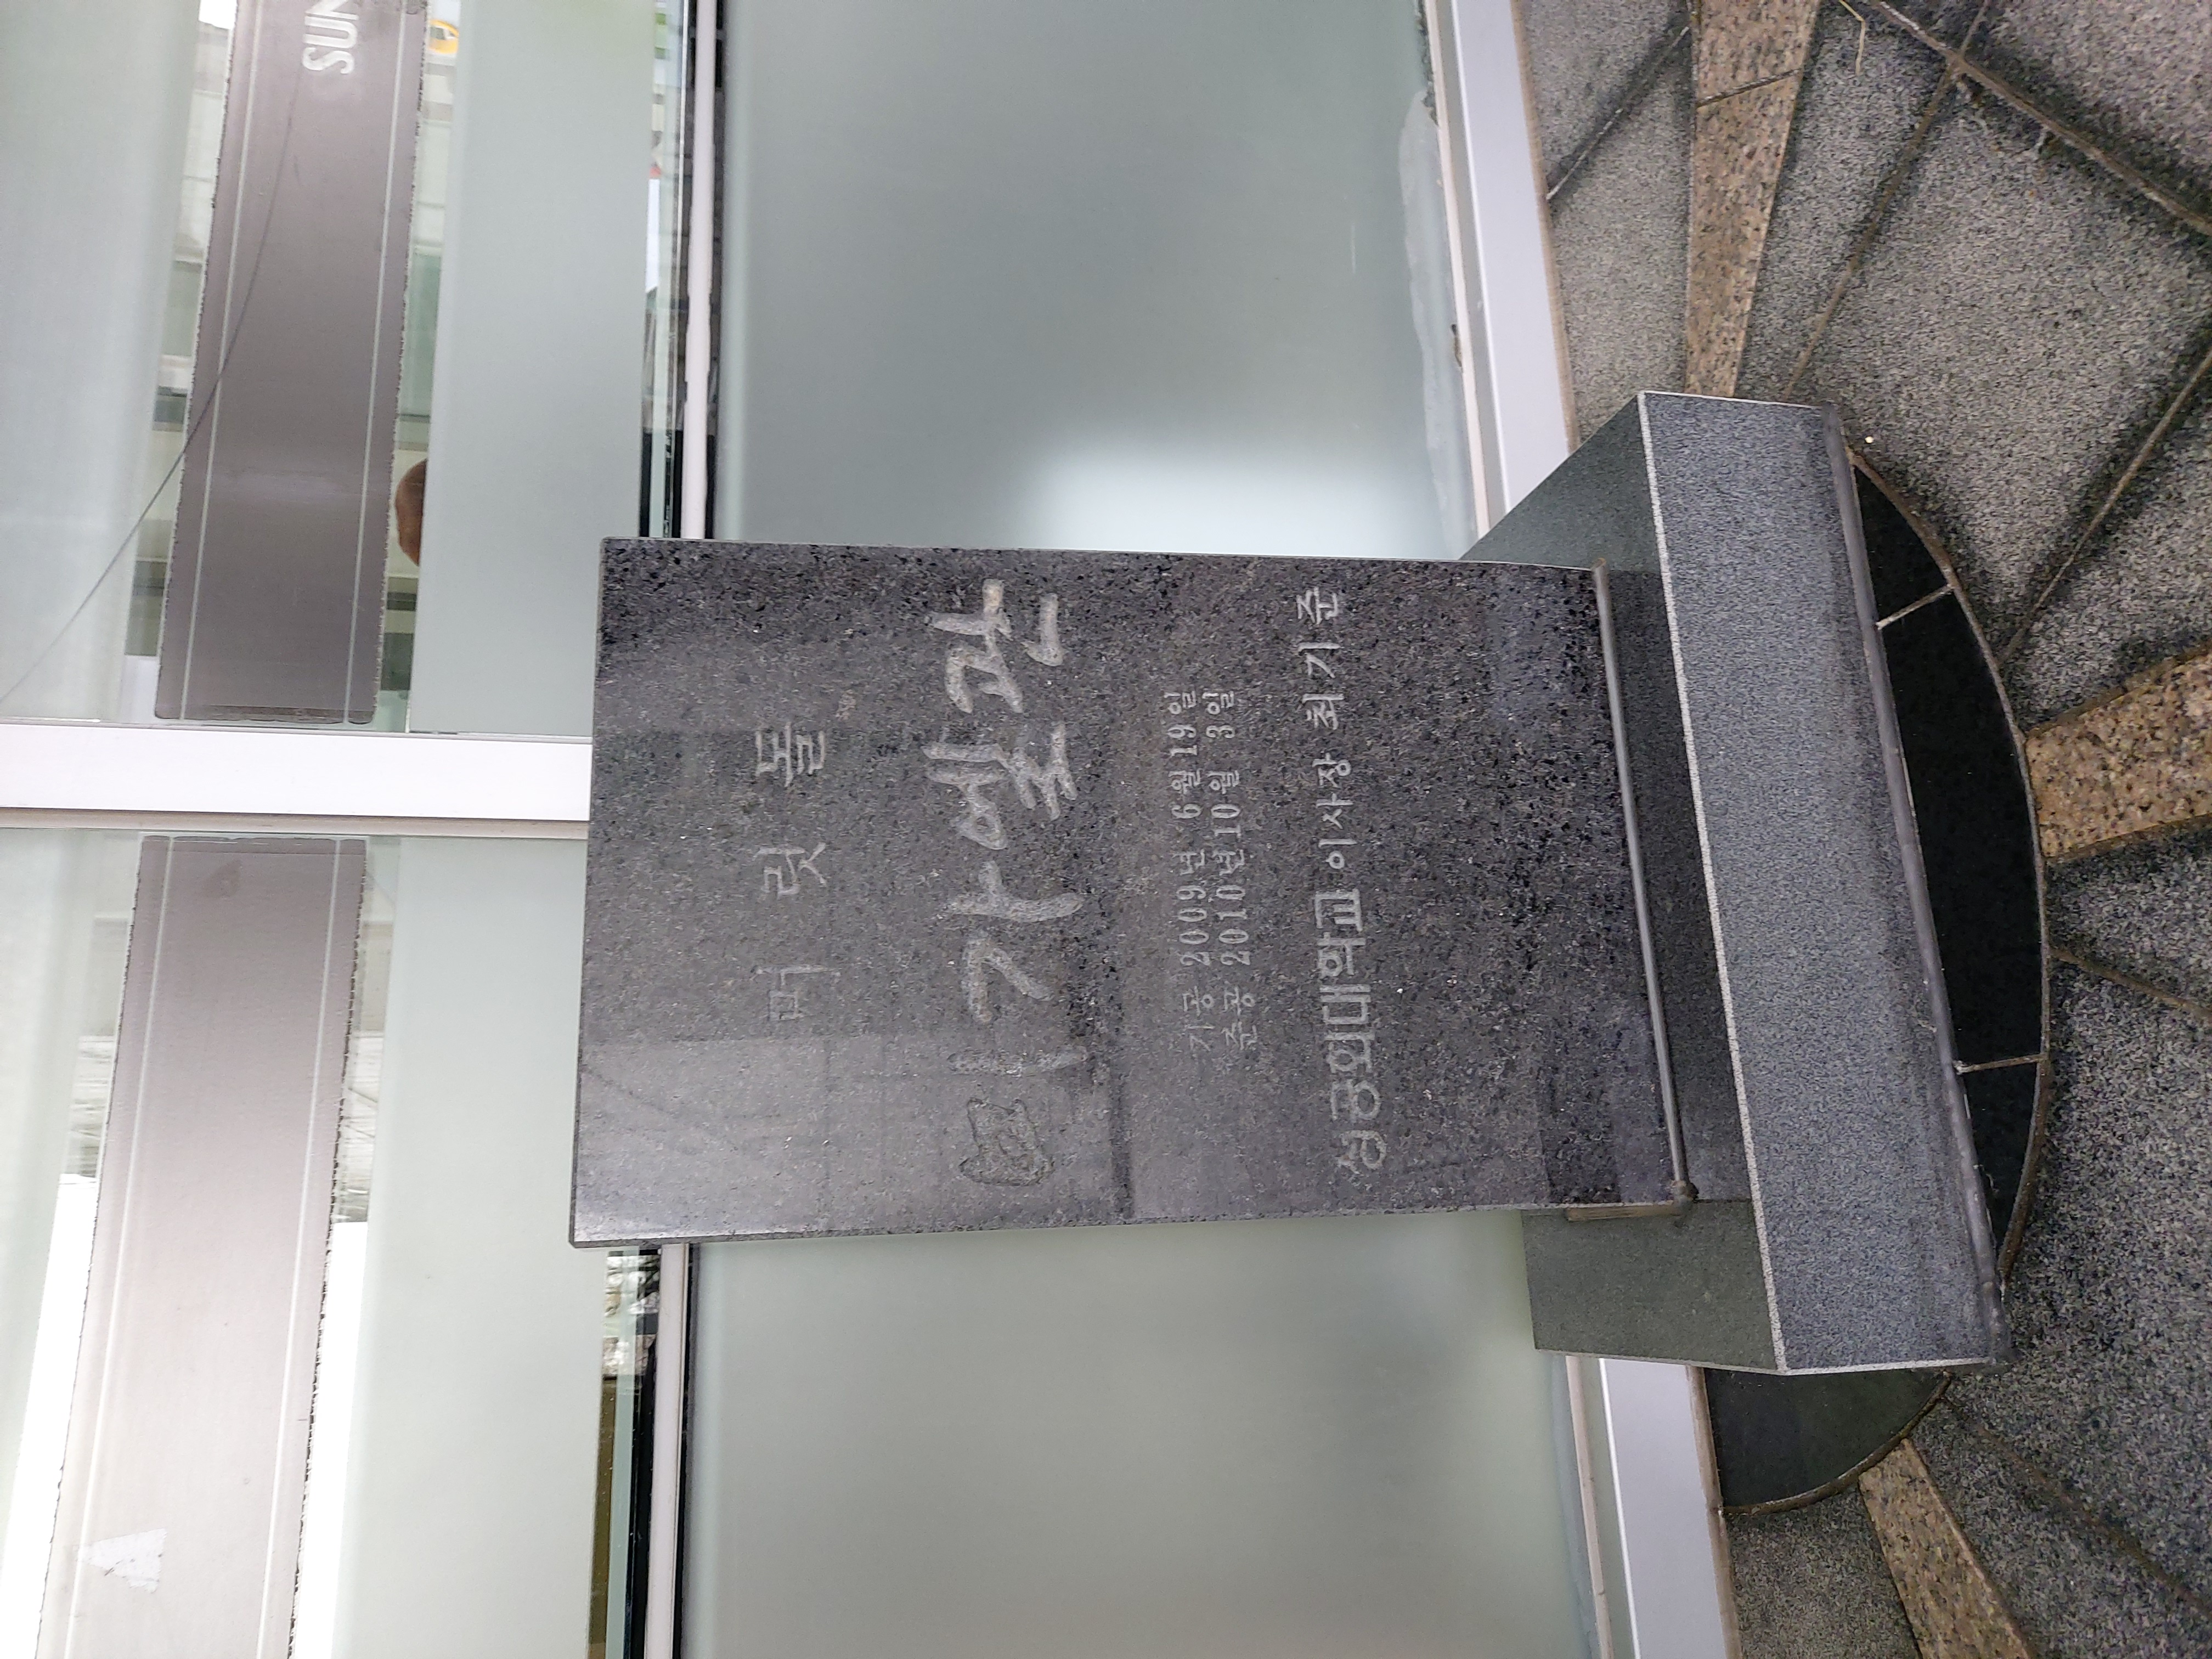 SUN
머릿돌
미가엘관
기공 2009년 6월19일
준공 2010년10월 3일
성공회대학교 이사장 최기준